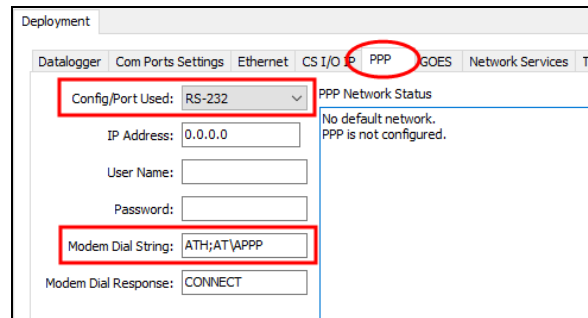 Deployment
Datalogger Com Ports Settings Ethernet CS I/O IP PPP GOES Network Services T
Config/Port Used: RS-232
PPP Network Status
IP Address: 0.0.0.0
No default network.
PPP is not configured.
User Name:
Password:
Modem Dial String: ATH;AT\APPP
Modem Dial Response: CONNECT